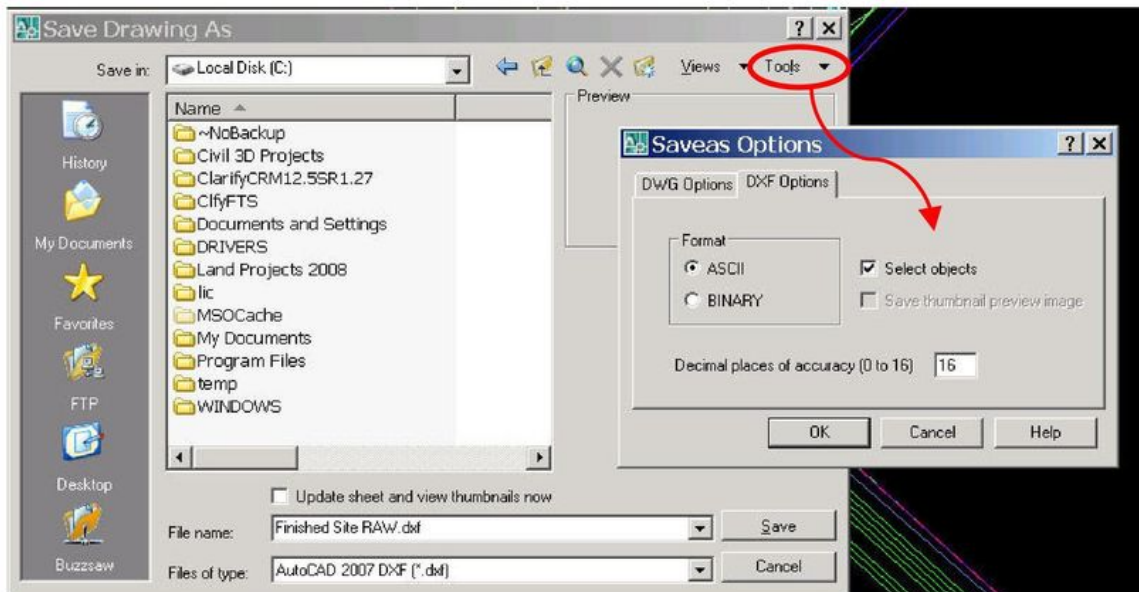 Save Drawing As
Save in:
Local Disk (C:)
Views
Tools
History
My Documents
Favorites
FTP
Desktop
Buzzsaw
Name
~NoBackup
Civil 3D Projects
ClarifyCRM12.5SR1.27
ClfyFTS
Documents and Settings
DRIVERS
Land Projects 2008
lic
MSOCache
My Documents
Program Files
temp
WINDOWS
Preview
Update sheet and view thumbnails now
File name:
Finished Site RAW.dxf
Save
Files of type:
AutoCAD 2007 DXF (*.dxf)
Cancel
Saveas Options
DWG Options
DXF Options
Format
ASCII
BINARY
Select objects
Save thumbnail preview image
Decimal places of accuracy (0 to 16)
16
OK
Cancel
Help